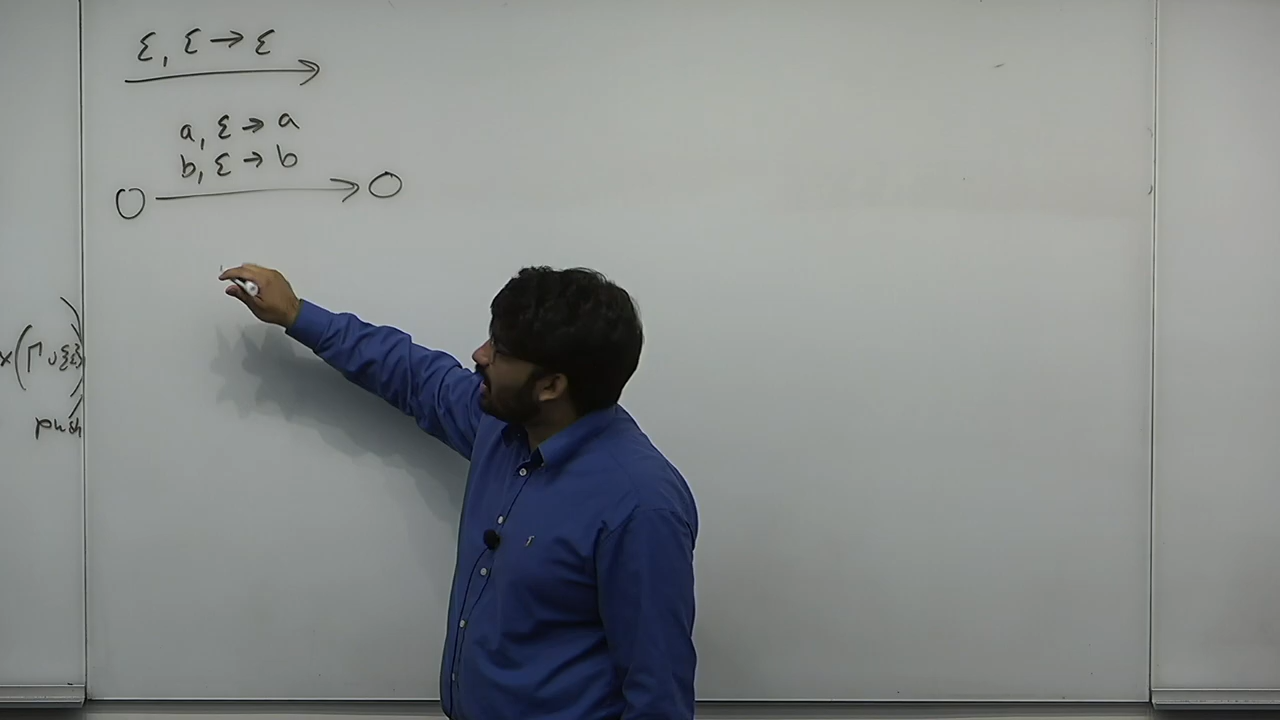 ε, ε → ε
a, ε → a
b, ε → b
×(Γ ∪ {ε})
push